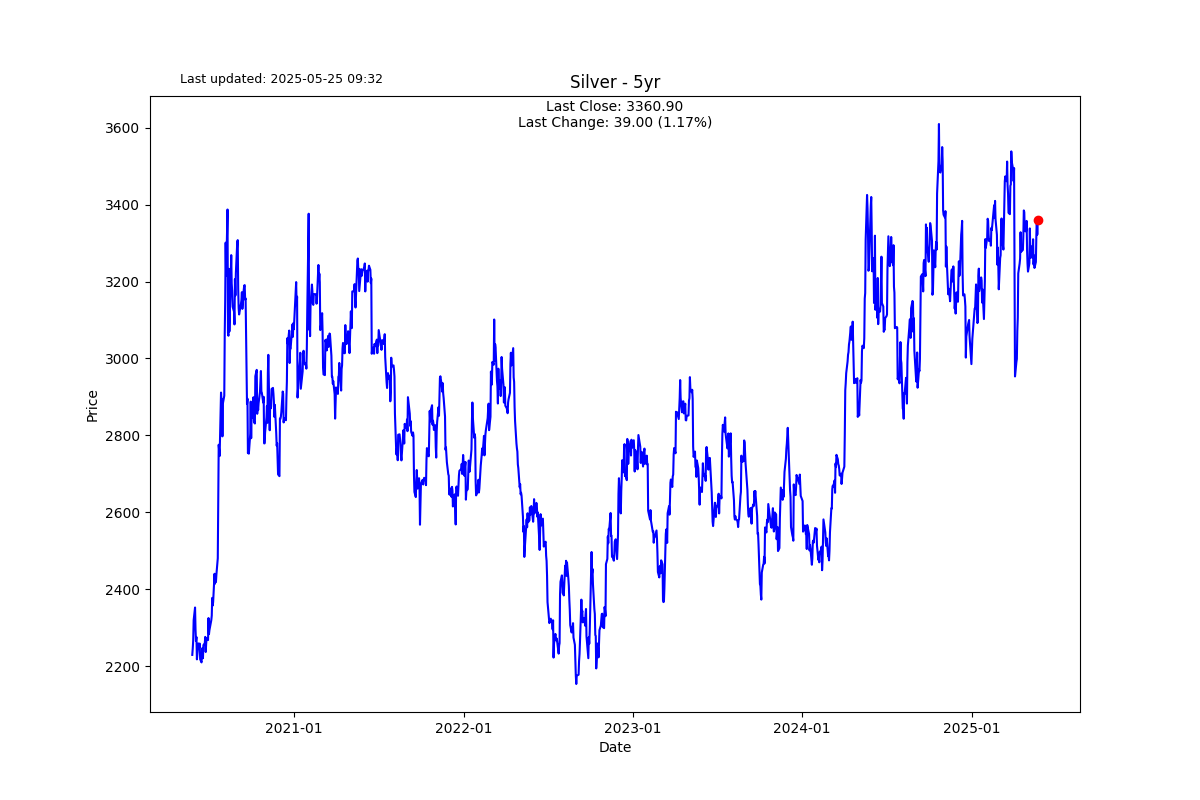 Last updated: 2025-05-25 09:32
Silver - 5yr
Last Close: 3360.90
Last Change: 39.00 (1.17%)
3600
3400
3200
3000
2800
2600
2400
2200
Price
2021-01
2022-01
2023-01
2024-01
2025-01
Date